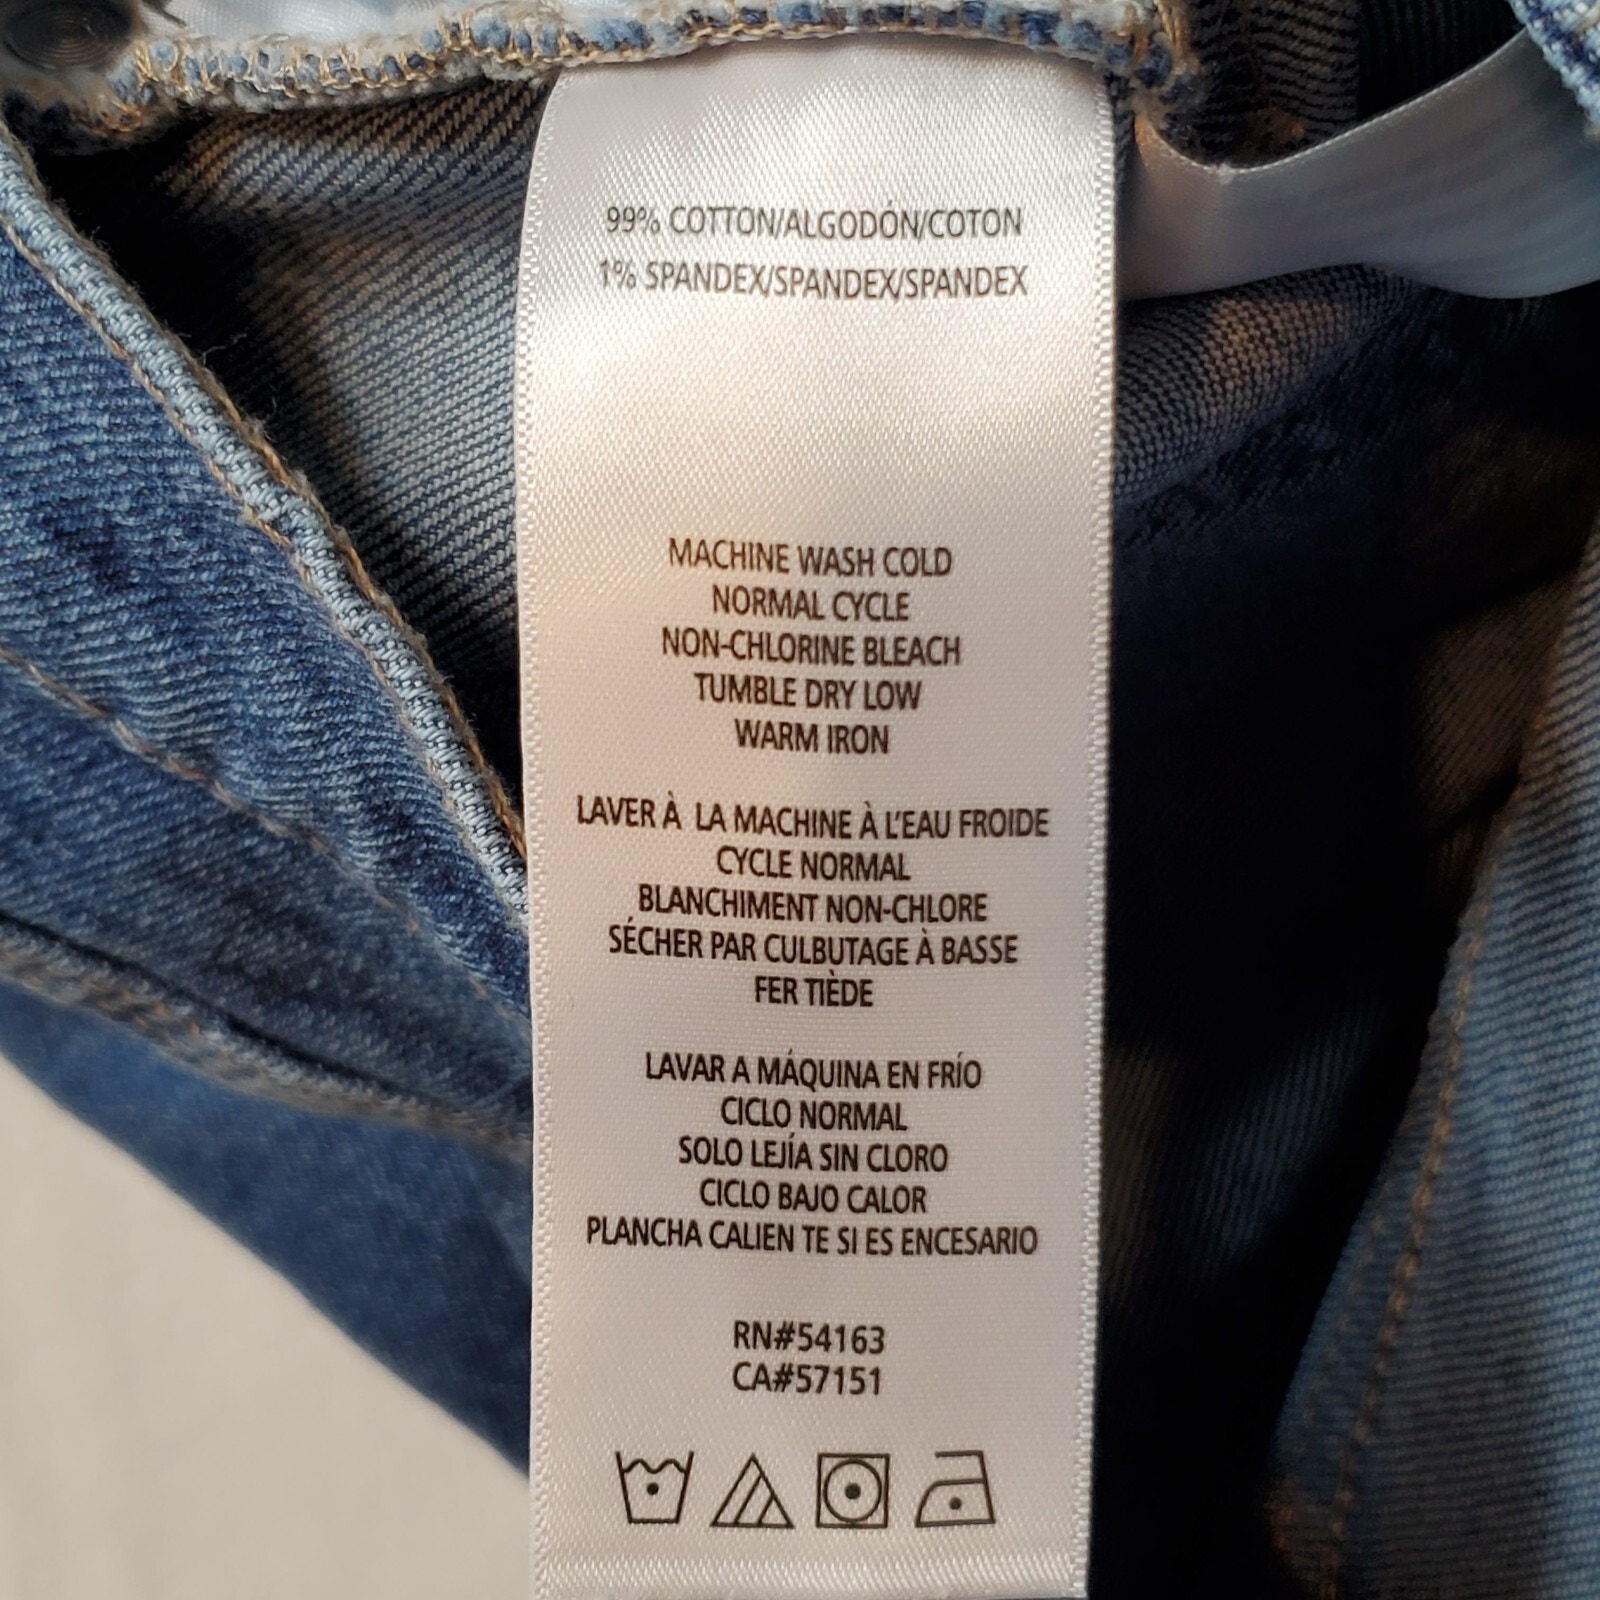 99% COTTON/ALGODÓN/COTON
1% SPANDEX/SPANDEX/SPANDEX
MACHINE WASH COLD
NORMAL CYCLE
NON-CHLORINE BLEACH
TUMBLE DRY LOW
WARM IRON
LAVER À LA MACHINE À L'EAU FROIDE
CYCLE NORMAL
BLANCHIMENT NON-CHLORE
SÉCHER PAR CULBUTAGE À BASSE
FER TIÈDE
LAVAR A MÁQUINA EN FRÍO
CICLO NORMAL
SOLO LEJÍA SIN CLORO
CICLO BAJO CALOR
PLANCHA CALIEN TE SI ES ENCESARIO
RN#54163
CA#57151